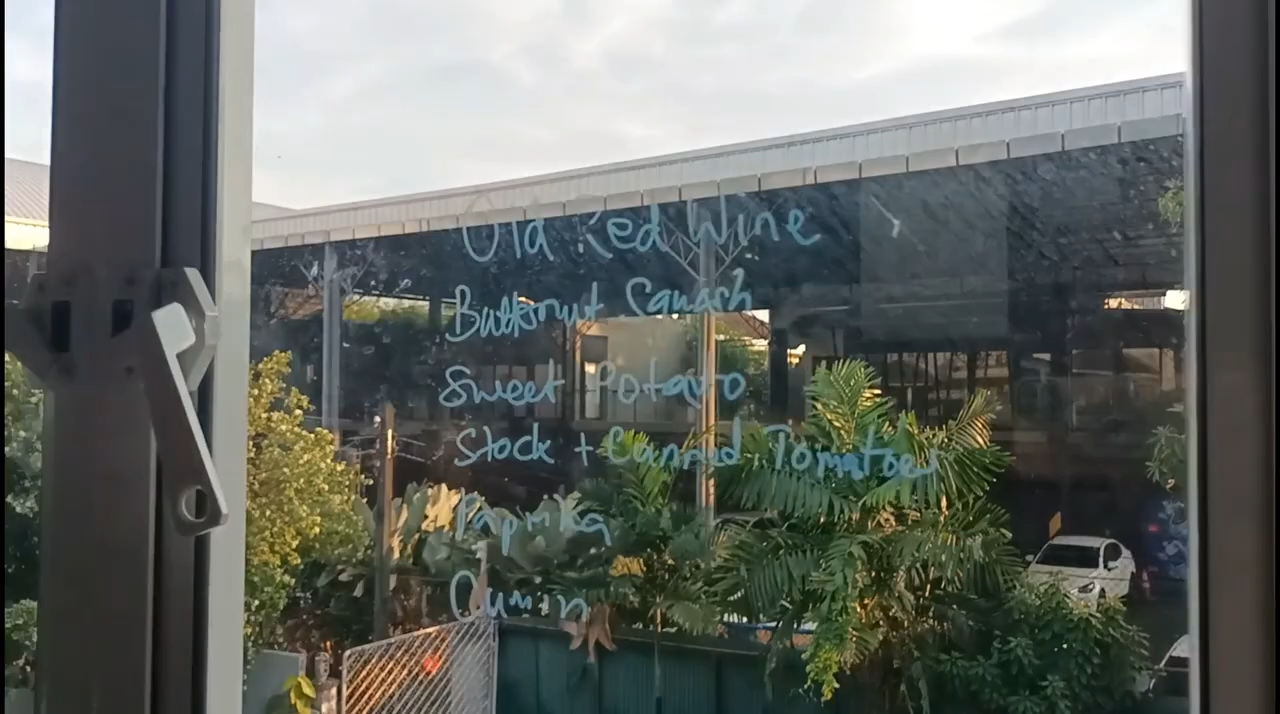 Old Red Wine
Butternut Squash
Sweet Potato
Stock + Canned Tomatoes
Paprika
Cumin